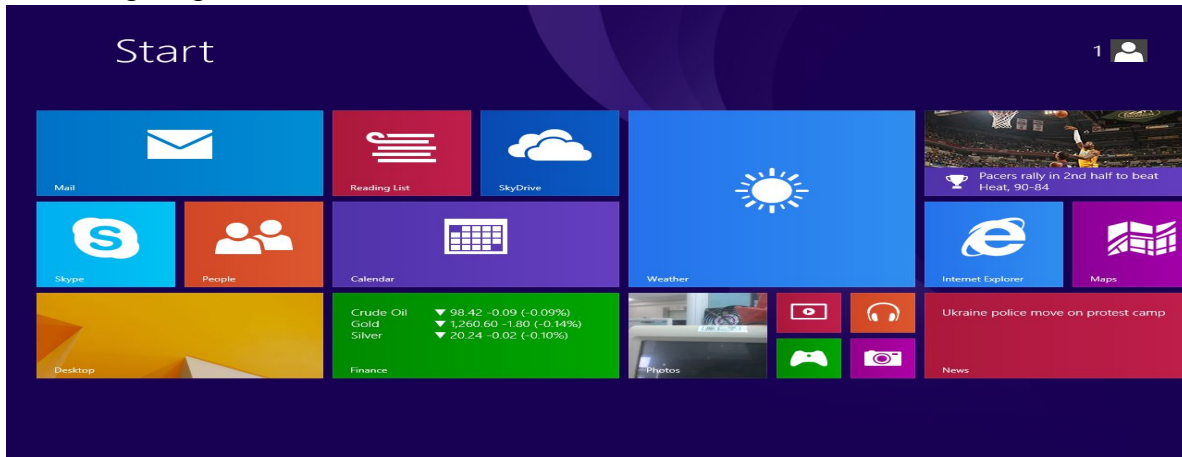 Start
1
Mail
Reading List
SkyDrive
Weather
Pacers rally in 2nd half to beat
Heat, 90-84
Skype
People
Calendar
Internet Explorer
Maps
Desktop
Crude Oil ▼ 98.42 -0.09 (-0.09%)
Gold ▼ 1,260.60 -1.80 (-0.14%)
Silver ▼ 20.24 -0.02 (-0.10%)
Finance
Photos
Ukraine police move on protest camp
News